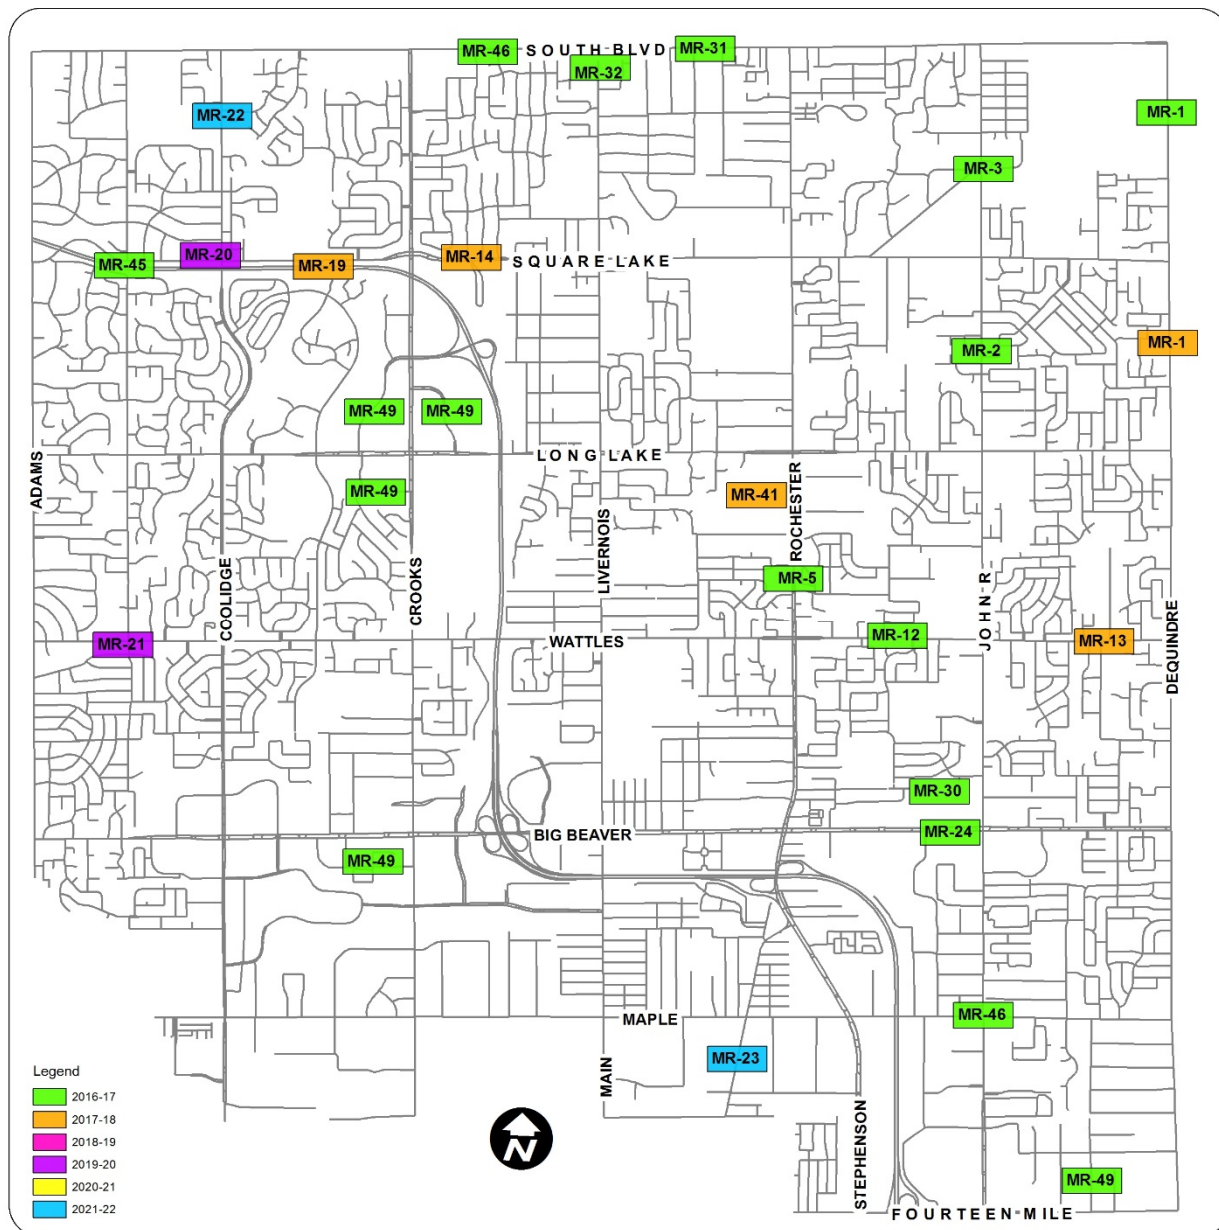 MR-46
SOUTH BLVD
MR-31
MR-32
MR-22
MR-1
MR-3
MR-20
MR-45
MR-19
MR-14
SQUARE LAKE
MR-2
MR-1
MR-49
MR-49
LONG LAKE
ADAMS
MR-49
MR-41
ROCHESTER
LIVERNOIS
COOLIDGE
CROOKS
MR-5
JOHN R
DEQUINDRE
MR-21
WATTLES
MR-12
MR-13
MR-30
BIG BEAVER
MR-24
MR-49
MAPLE
MR-46
MAIN
MR-23
STEPHENSON
Legend
2016-17
2017-18
2018-19
2019-20
2020-21
2021-22
N
MR-49
FOURTEEN MILE